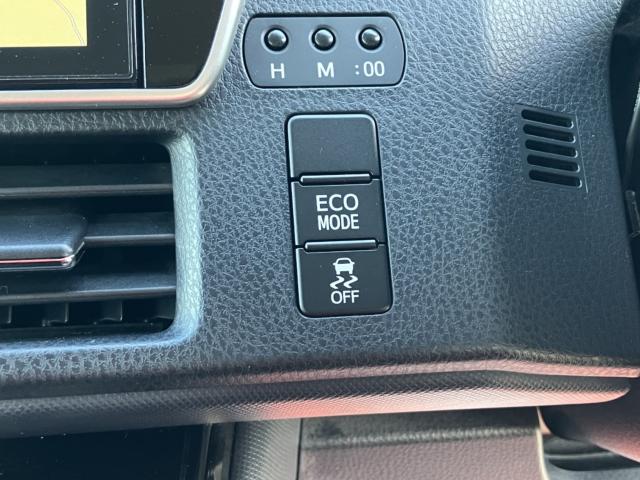 H M :00
ECO
MODE
OFF